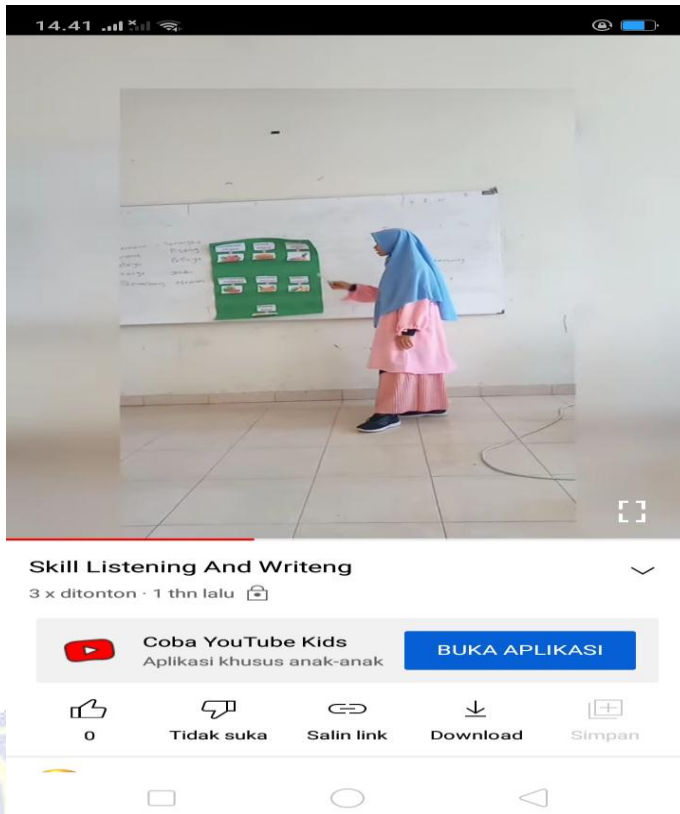 14.41
Skill Listening And Writeng
3 x ditonton · 1 thn lalu
Coba YouTube Kids
Aplikasi khusus anak-anak
BUKA APLIKASI
0
Tidak suka
Salin link
Download
Simpan